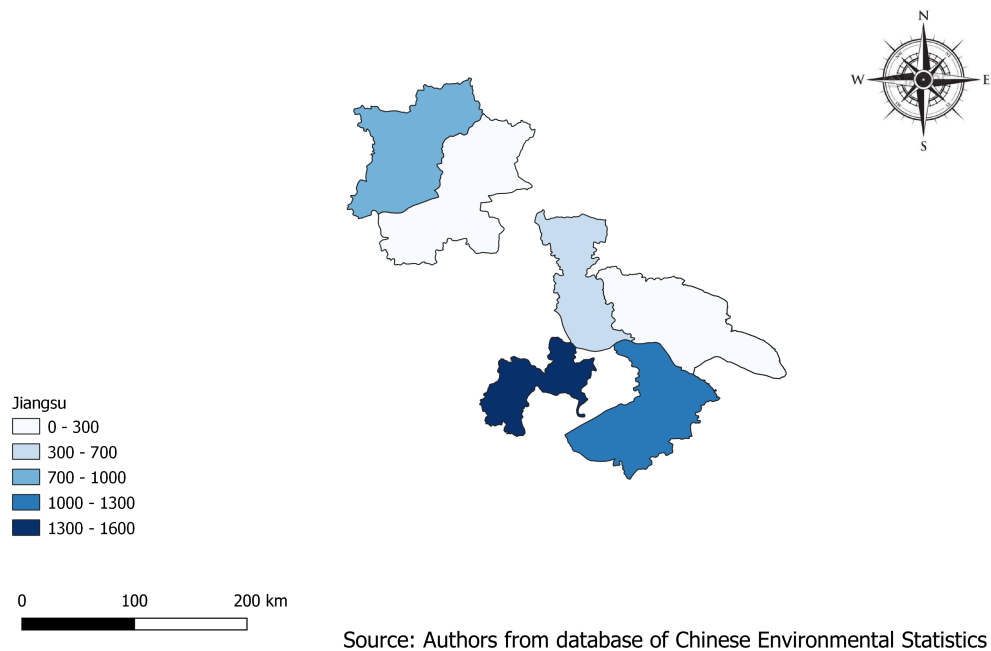 N
W E
S
Jiangsu
0 - 300
300 - 700
700 - 1000
1000 - 1300
1300 - 1600
0 100 200 km
Source: Authors from database of Chinese Environmental Statistics